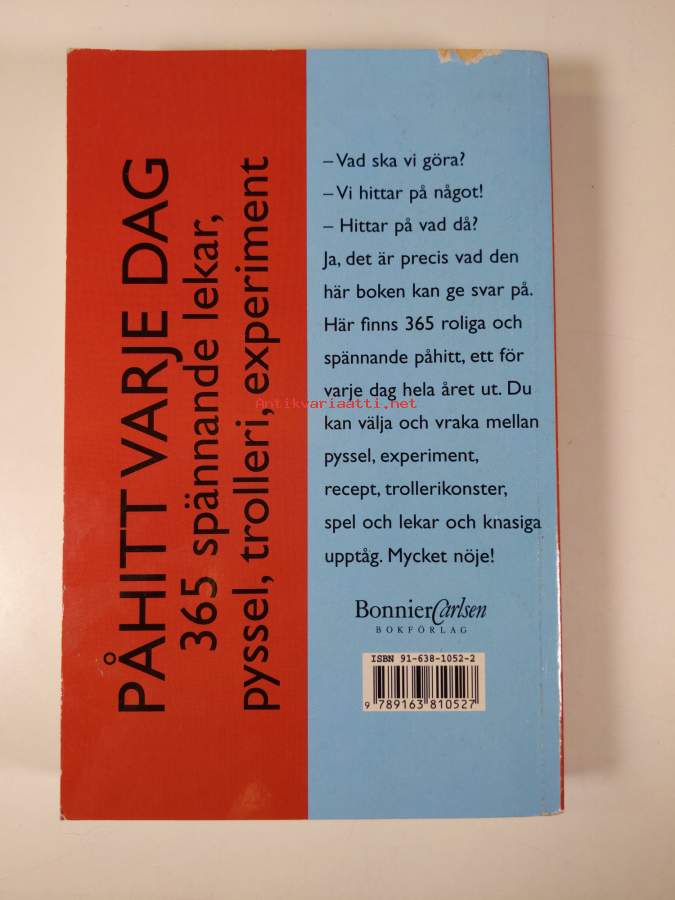 PÅHITT VARJE DAG
365 spännande lekar,
pyssel, trolleri, experiment
– Vad ska vi göra?
– Vi hittar på något!
– Hittar på vad då?
Ja, det är precis vad den
här boken kan ge svar på.
Här finns 365 roliga och
spännande påhitt, ett för
varje dag hela året ut. Du
kan välja och vraka mellan
pyssel, experiment,
recept, trollerikonster,
spel och lekar och knasiga
upptåg. Mycket nöje!
BonnierCarlsen
BOKFÖRLAG
ISBN 91-638-1052-2
9 789163 810527
Antikvariaatti.net